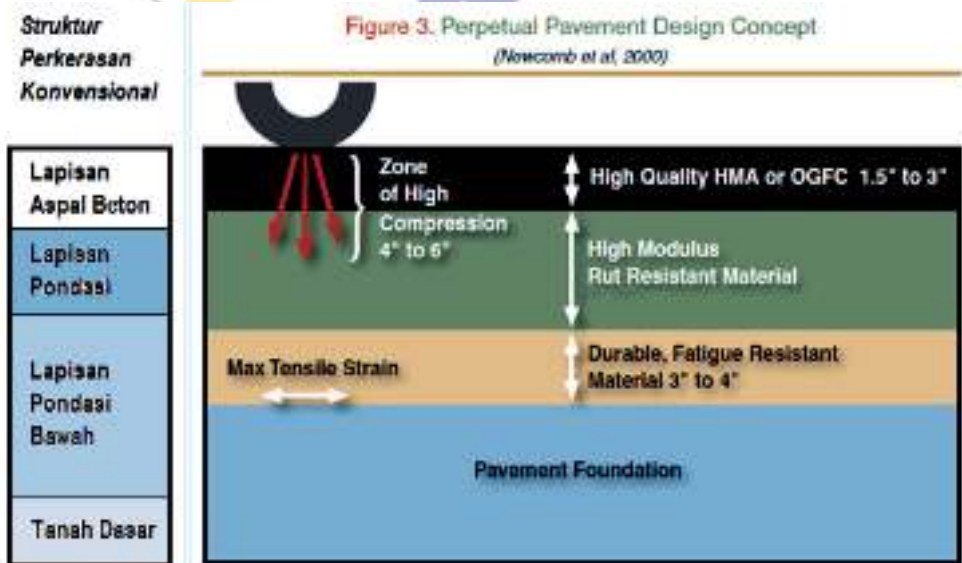 Struktur
Perkerasan
Konvensional
Figure 3. Perpetual Pavement Design Concept
(Newcomb et al, 2000)
Lapisan
Aspal Beton
Lapisan
Pondasi
Lapisan
Pondasi
Bawah
Tanah Dasar
Zone
of High
Compression
4" to 6"
High Quality HMA or OGFC 1.5" to 3"
High Modulus
Rut Resistant Material
Max Tensile Strain
Durable, Fatigue Resistant
Material 3" to 4"
Pavement Foundation